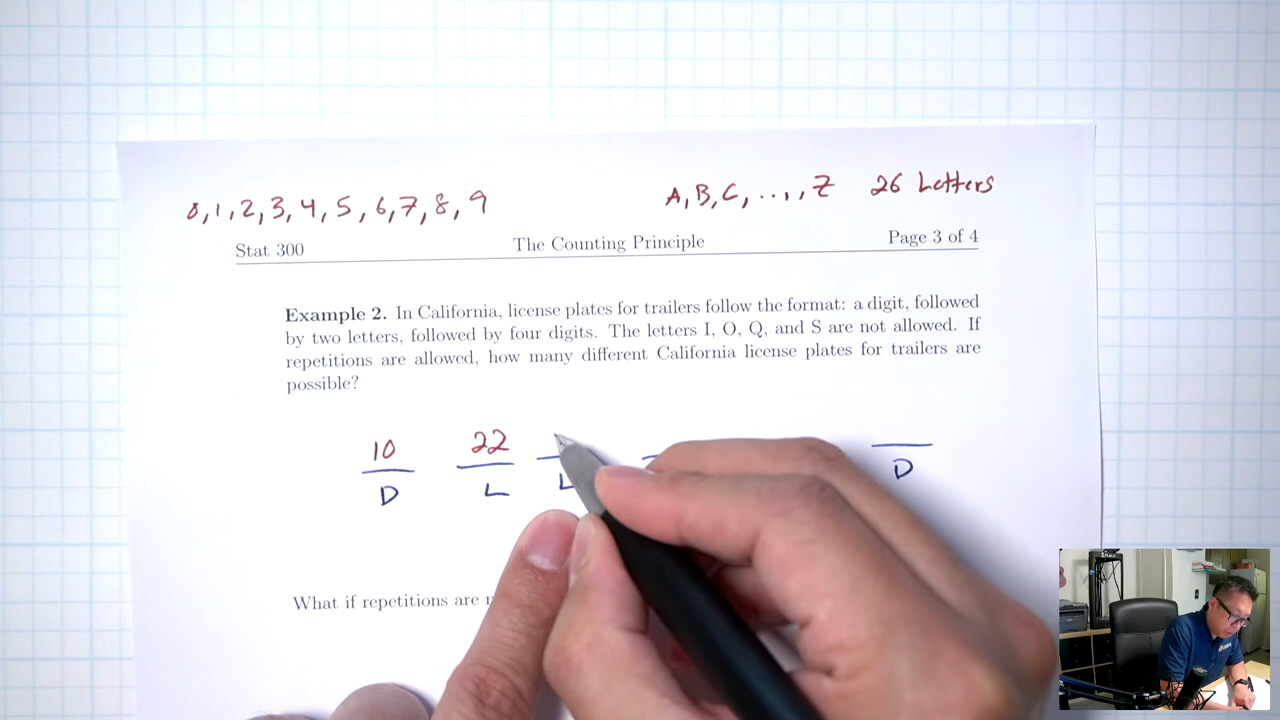 0, 1, 2, 3, 4, 5, 6, 7, 8, 9
A, B, C, ..., Z 26 Letters
Stat 300 The Counting Principle Page 3 of 4
Example 2. In California, license plates for trailers follow the format: a digit, followed
by two letters, followed by four digits. The letters I, O, Q, and S are not allowed. If
repetitions are allowed, how many different California license plates for trailers are
possible?
10 22
D L L D
What if repetitions are